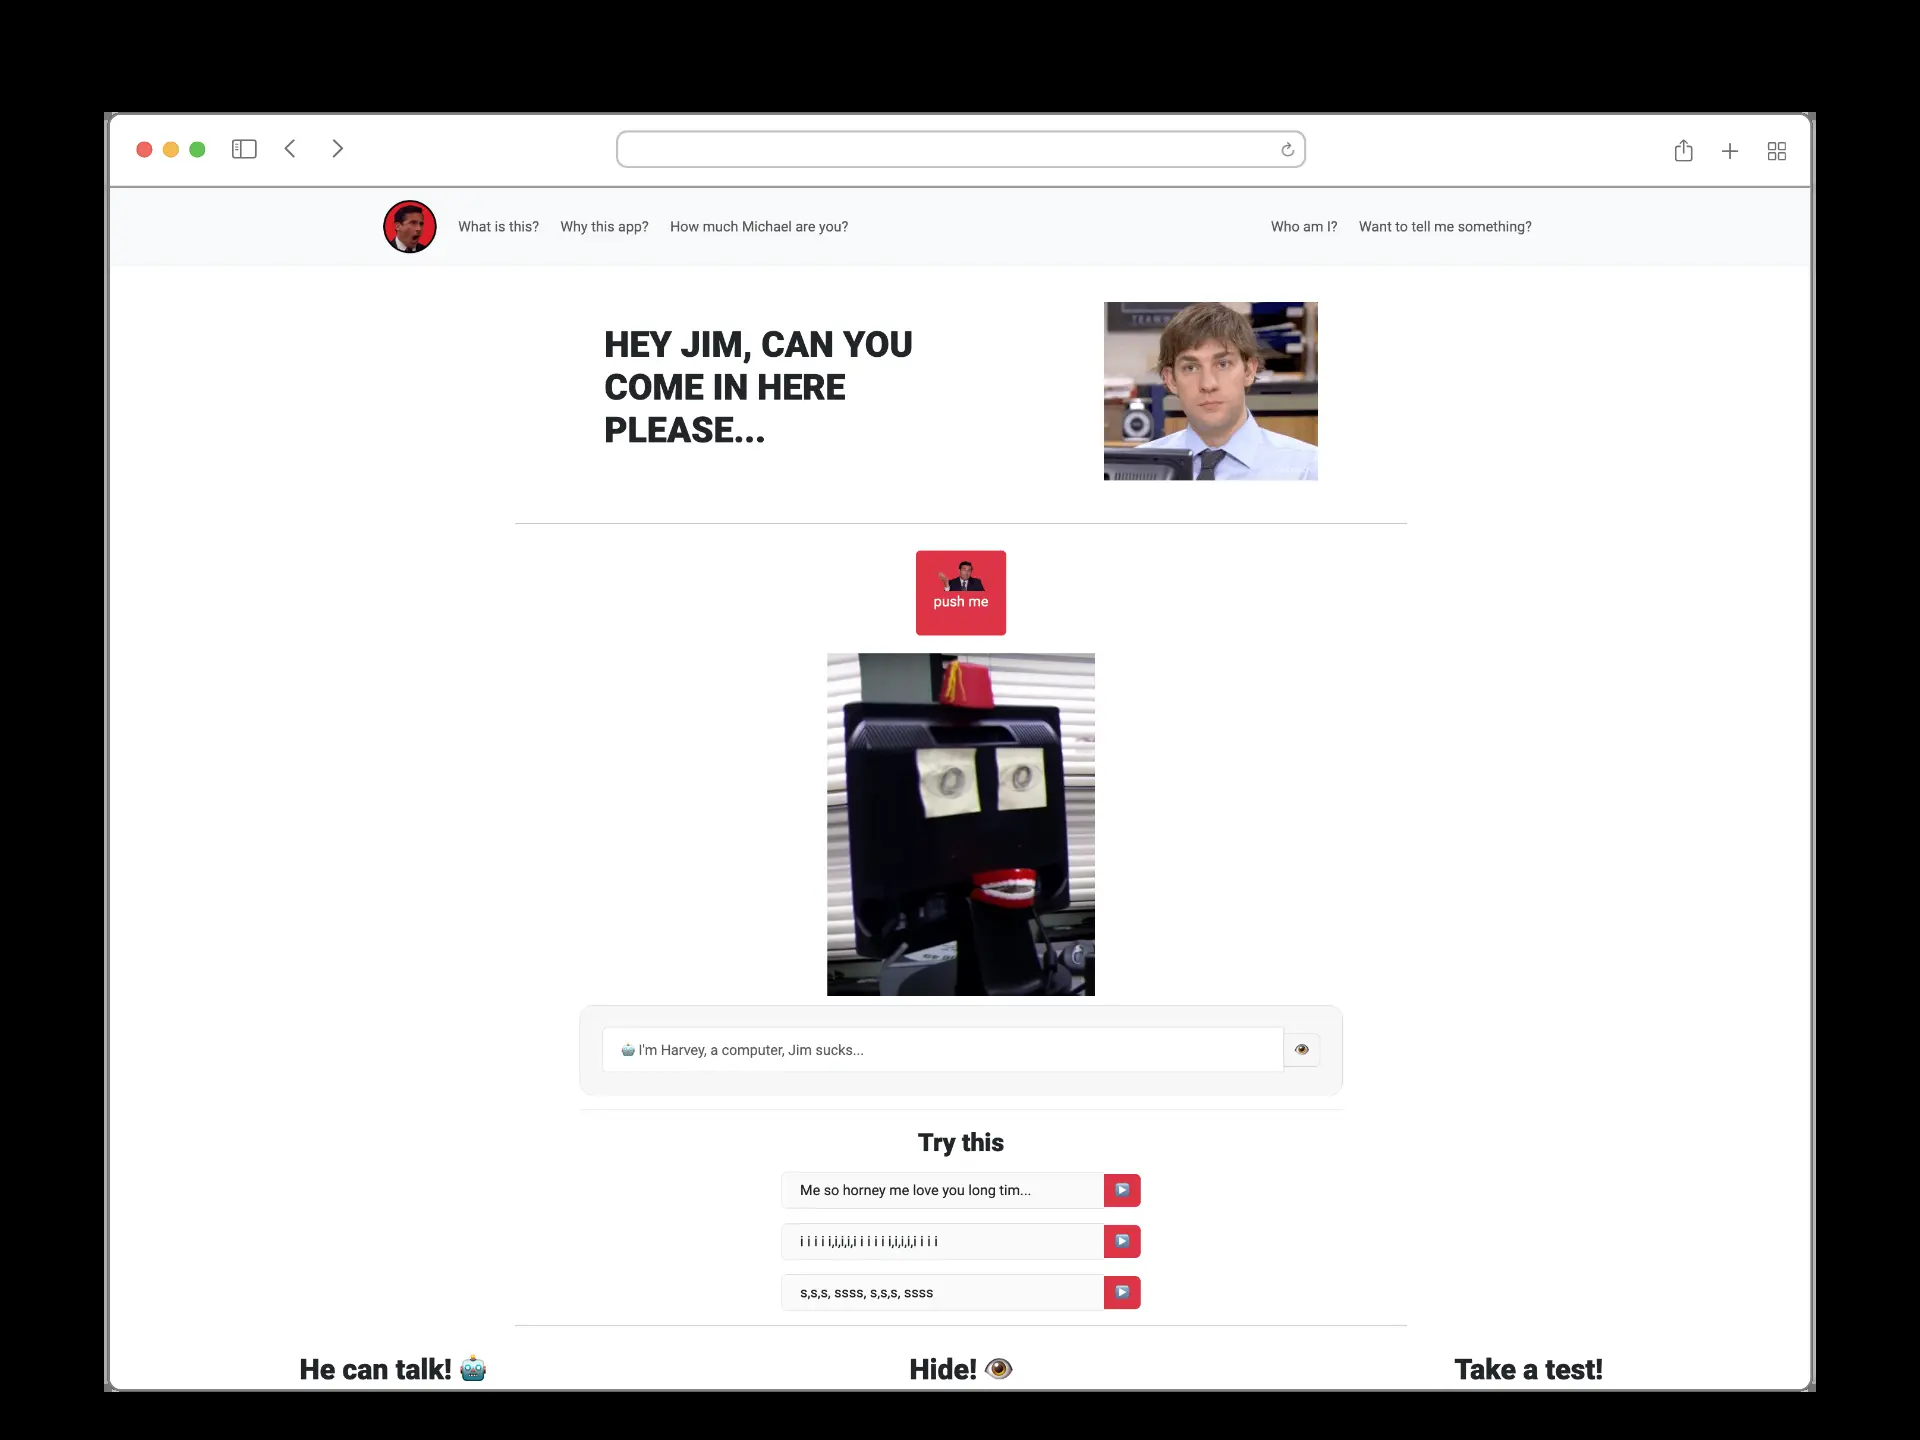 What is this?
Why this app?
How much Michael are you?
Who am I?
Want to tell me something?
HEY JIM, CAN YOU
COME IN HERE
PLEASE...
push me
🤖 I'm Harvey, a computer, Jim sucks...
Try this
Me so horney me love you long tim...
i i i i i,i,i,i,i i i i i i,i,i,i,i i i i
s,s,s, ssss, s,s,s, ssss
He can talk! 🤖
Hide! 👁️
Take a test!